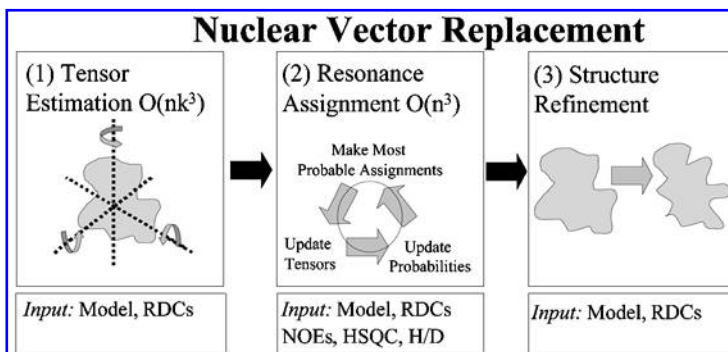 Nuclear Vector Replacement
(1) Tensor
Estimation O(nk³)
Input: Model, RDCs
(2) Resonance
Assignment O(n³)
Make Most
Probable Assignments
Update
Tensors
Update
Probabilities
Input: Model, RDCs
NOEs, HSQC, H/D
(3) Structure
Refinement
Input: Model, RDCs